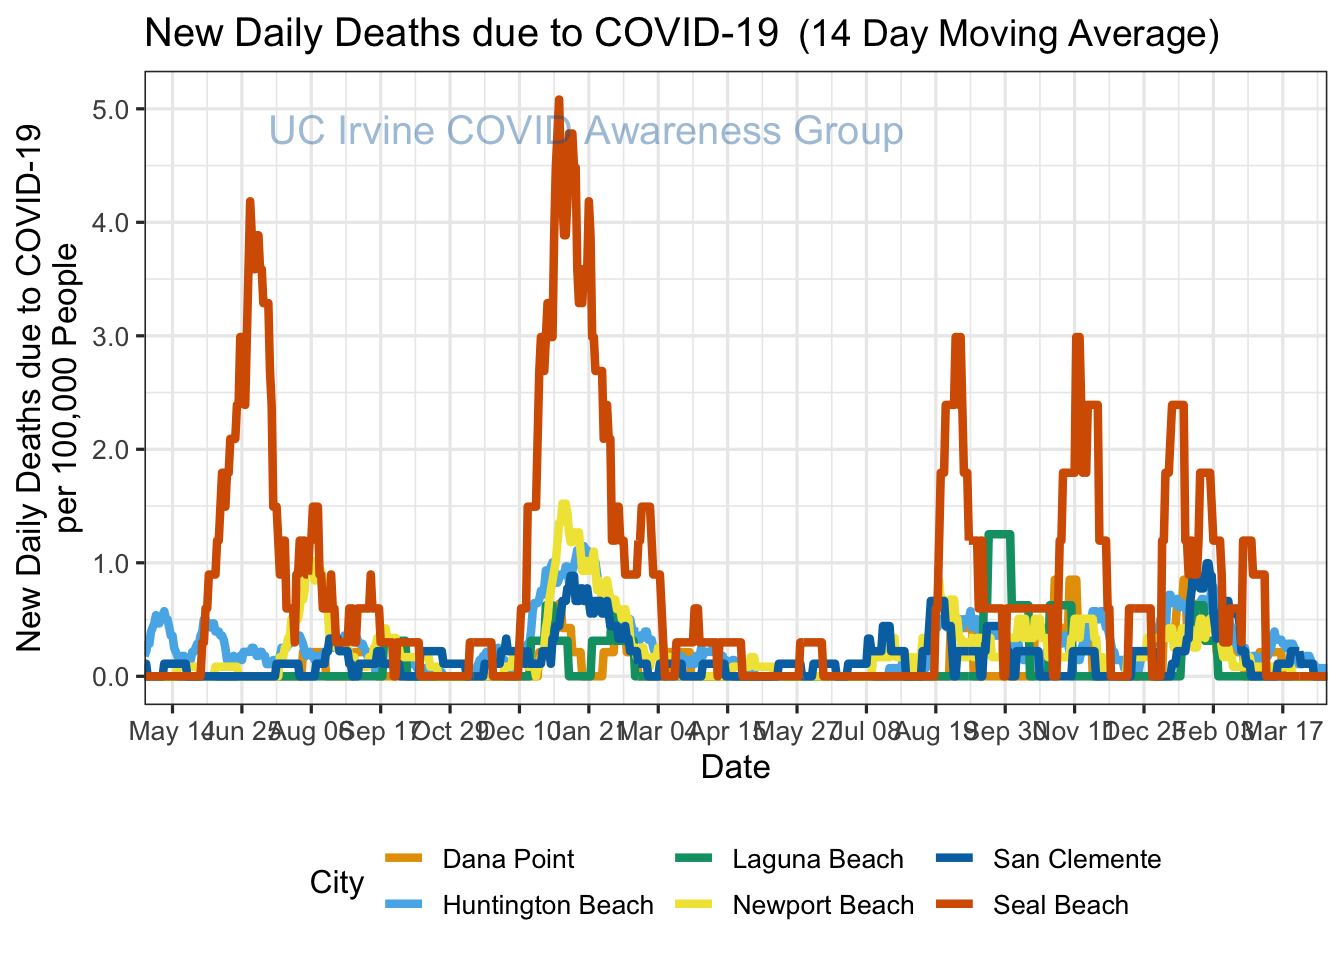 New Daily Deaths due to COVID-19 (14 Day Moving Average)
UC Irvine COVID Awareness Group
New Daily Deaths due to COVID-19
per 100,000 People
5.0
4.0
3.0
2.0
1.0
0.0
May 14 Jun 25 Aug 06 Sep 17 Oct 29 Dec 10 Jan 21 Mar 04 Apr 15 May 27 Jul 08 Aug 19 Sep 30 Nov 11 Dec 23 Feb 03 Mar 17
Date
City
Dana Point
Laguna Beach
San Clemente
Huntington Beach
Newport Beach
Seal Beach